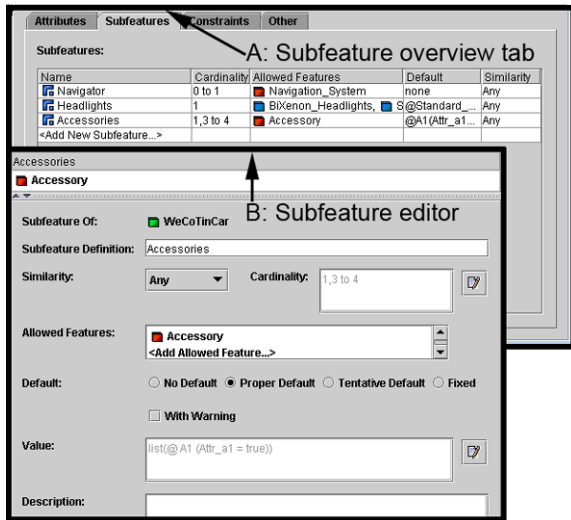 Attributes Subfeatures Constraints Other
Subfeatures:
A: Subfeature overview tab
Name Cardinality Allowed Features Default Similarity
Navigator 0 to 1 Navigation_System none Any
Headlights 1 BiXenon_Headlights, S @Standard_... Any
Accessories 1,3 to 4 Accessory @A1(Attr_a1... Any
<Add New Subfeature...>
Accessories
Accessory
B: Subfeature editor
Subfeature Of: WeCoTinCar
Subfeature Definition: Accessories
Similarity: Any Cardinality: 1,3 to 4
Allowed Features: Accessory
<Add Allowed Feature...>
Default: No Default Proper Default Tentative Default Fixed
With Warning
Value: list(@A1 (Attr_a1 = true))
Description: